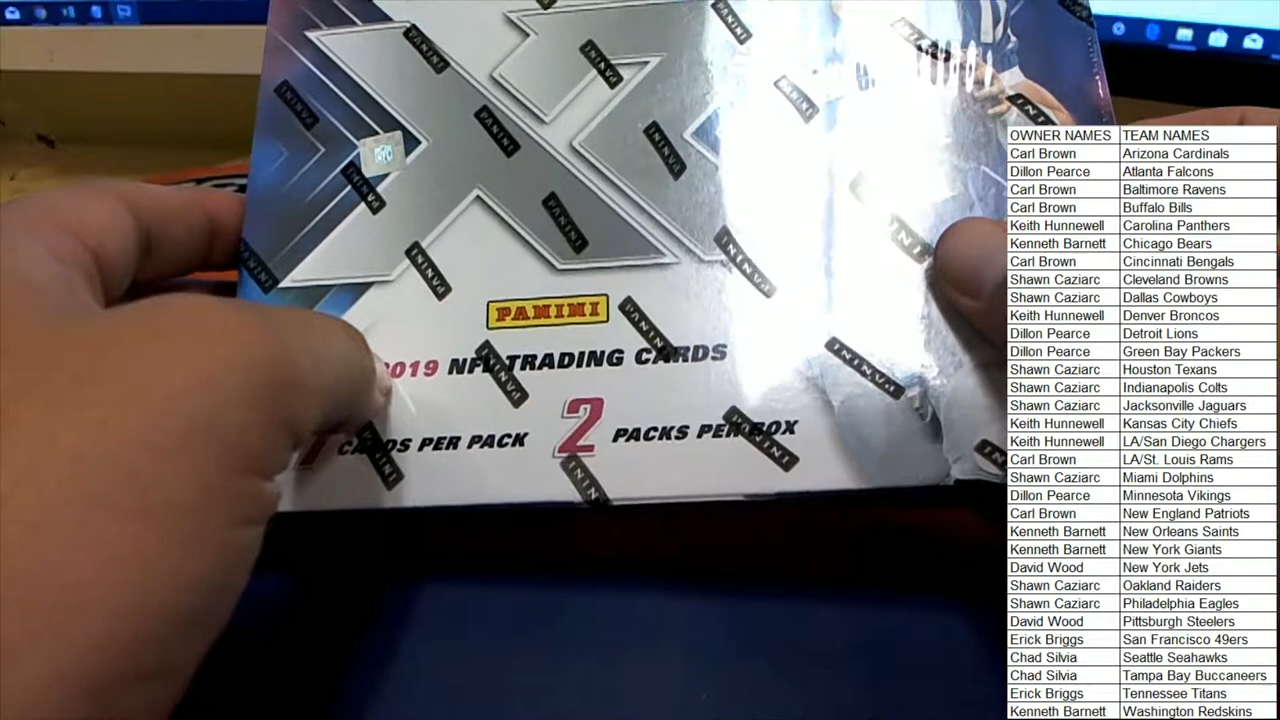 PANINI
2019 NFL TRADING CARDS
7 CARDS PER PACK 2 PACKS PER BOX
OWNER NAMES TEAM NAMES
Carl Brown Arizona Cardinals
Dillon Pearce Atlanta Falcons
Carl Brown Baltimore Ravens
Carl Brown Buffalo Bills
Keith Hunnewell Carolina Panthers
Kenneth Barnett Chicago Bears
Carl Brown Cincinnati Bengals
Shawn Caziarc Cleveland Browns
Shawn Caziarc Dallas Cowboys
Keith Hunnewell Denver Broncos
Dillon Pearce Detroit Lions
Dillon Pearce Green Bay Packers
Shawn Caziarc Houston Texans
Shawn Caziarc Indianapolis Colts
Shawn Caziarc Jacksonville Jaguars
Keith Hunnewell Kansas City Chiefs
Keith Hunnewell LA/San Diego Chargers
Carl Brown LA/St. Louis Rams
Shawn Caziarc Miami Dolphins
Dillon Pearce Minnesota Vikings
Carl Brown New England Patriots
Kenneth Barnett New Orleans Saints
Kenneth Barnett New York Giants
David Wood New York Jets
Shawn Caziarc Oakland Raiders
Shawn Caziarc Philadelphia Eagles
David Wood Pittsburgh Steelers
Erick Briggs San Francisco 49ers
Chad Silvia Seattle Seahawks
Chad Silvia Tampa Bay Buccaneers
Erick Briggs Tennessee Titans
Kenneth Barnett Washington Redskins